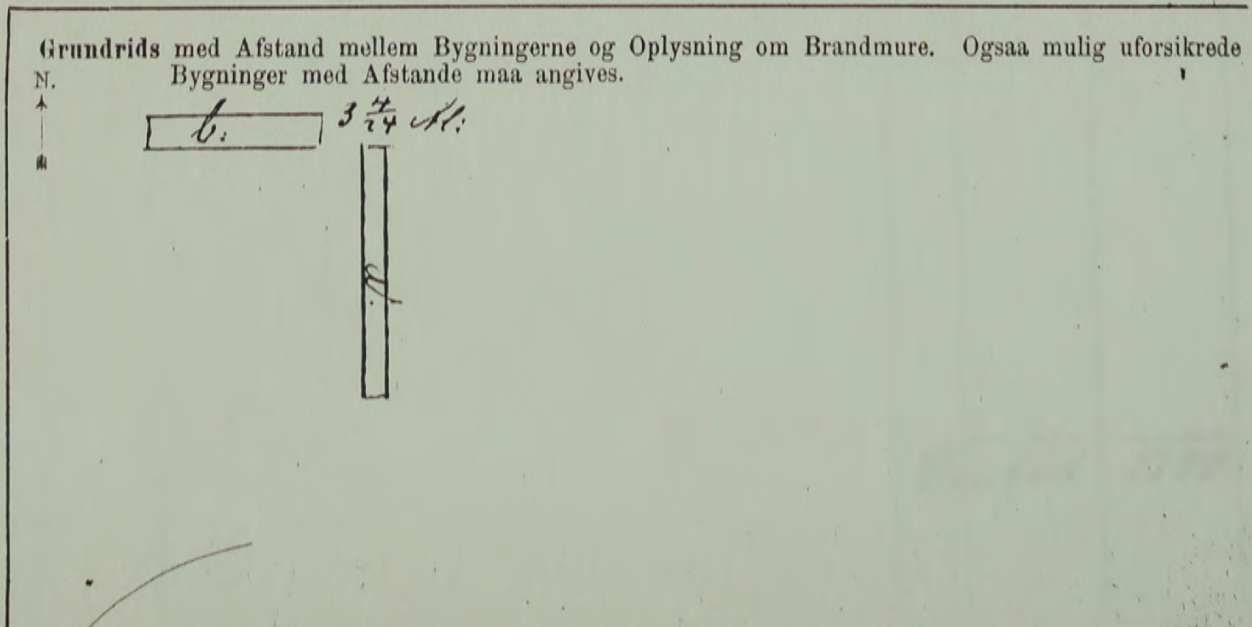 Grundrids med Afstand mellem Bygningerne og Oplysning om Brandmure. Ogsaa mulig uforsikrede
N.
Bygninger med Afstande maa angives.
b. 3 4/24 Al:
a.